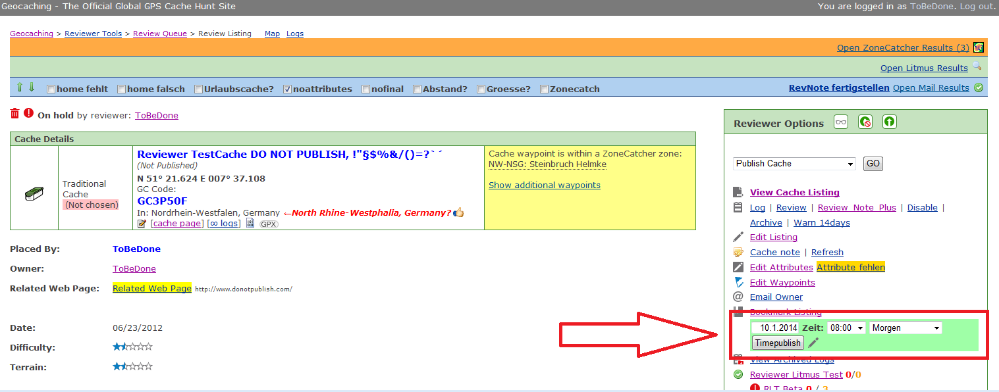 Geocaching - The Official Global GPS Cache Hunt Site
You are logged in as ToBeDone. Log out.
Geocaching > Reviewer Tools > Review Queue > Review Listing Map Logs
Open ZoneCatcher Results (3)
Open Litmus Results
home fehlt home falsch Urlaubscache? noattributes nofinal Abstand? Groesse? Zonecatch
RevNote fertigstellen Open Mail Results
On hold by reviewer: ToBeDone
Cache Details
Traditional
Cache
(Not chosen)
Reviewer TestCache DO NOT PUBLISH, !"§$%&/()=?`´
(Not Published)
N 51° 21.624 E 007° 37.108
GC Code:
GC3P50F
In: Nordrhein-Westfalen, Germany ←North Rhine-Westphalia, Germany?
[cache page] [∞ logs] GPX
Cache waypoint is within a ZoneCatcher zone:
NW-NSG: Steinbruch Helmke
Show additional waypoints
Placed By: ToBeDone
Owner: ToBeDone
Related Web Page: Related Web Page http://www.donotpublish.com/
Date: 06/23/2012
Difficulty:
Terrain:
Reviewer Options
Publish Cache GO
View Cache Listing
Log | Review | Review Note Plus | Disable |
Archive | Warn 14days
Edit Listing
Cache note | Refresh
Edit Attributes Attribute fehlen
Edit Waypoints
@ Email Owner
Bookmark Listing
10.1.2014 Zeit: 08:00 Morgen
Timepublish
View Archived Logs
Reviewer Litmus Test 0/0
RLT Beta 0 / 3